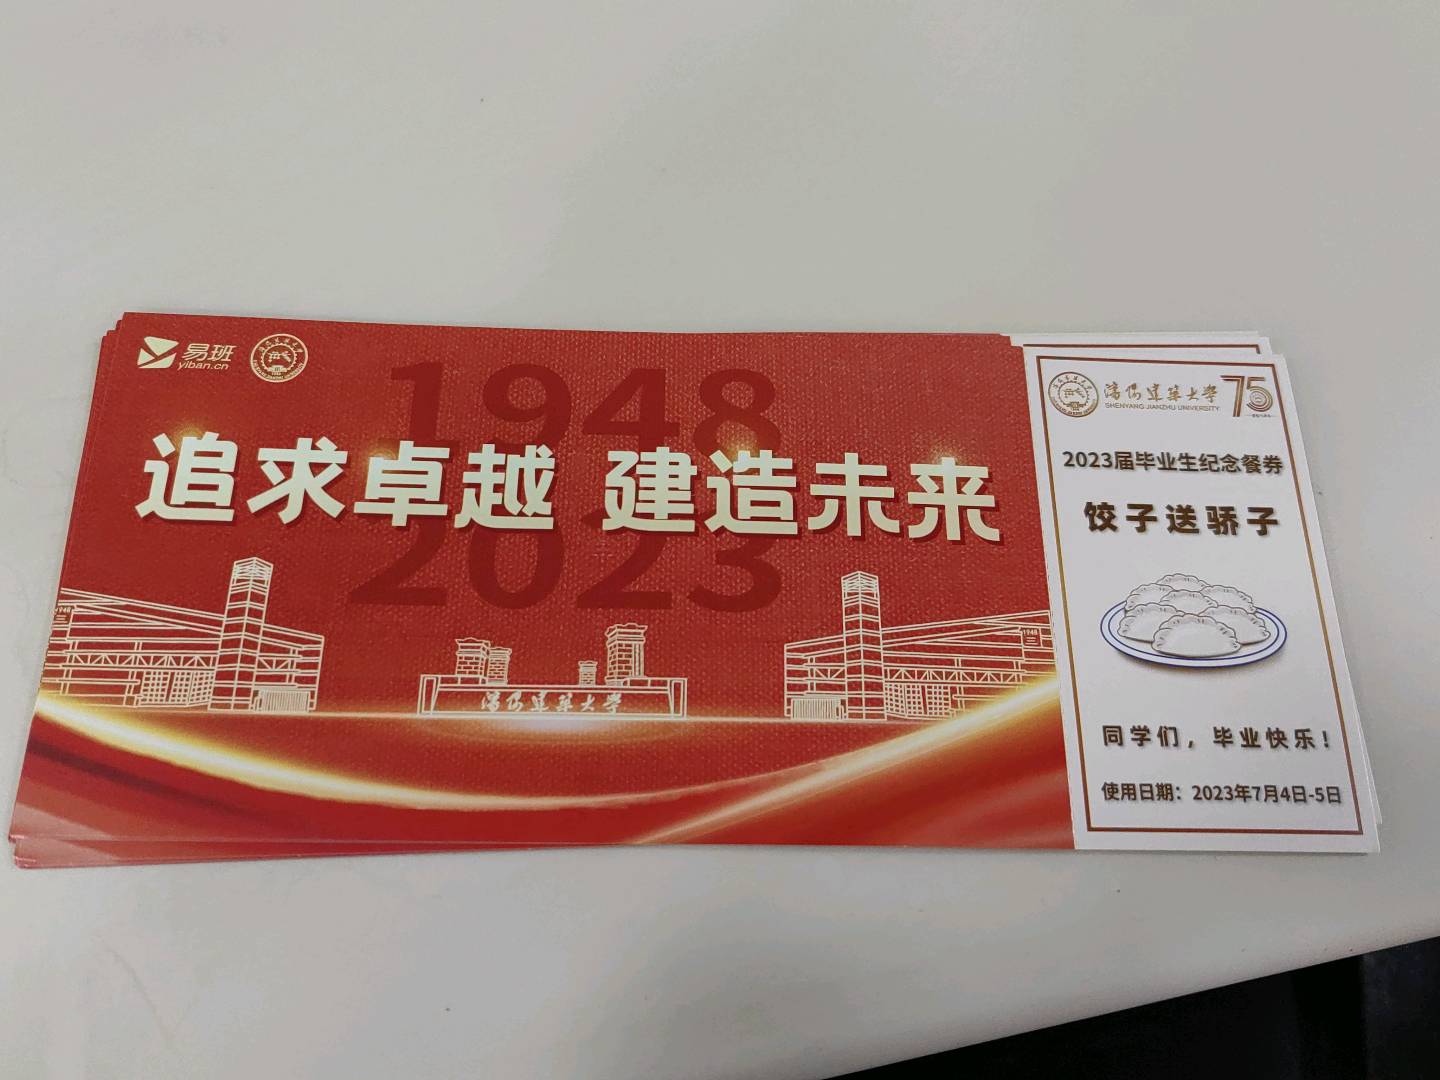 易班
yiban.cn
1948
追求卓越 建造未来
2023
1948
沈阳建筑大学
1948
沈阳建筑大学
SHENYANG JIANZHU UNIVERSITY
75
2023届毕业生纪念餐券
饺子送骄子
同学们，毕业快乐！
使用日期：2023年7月4日-5日